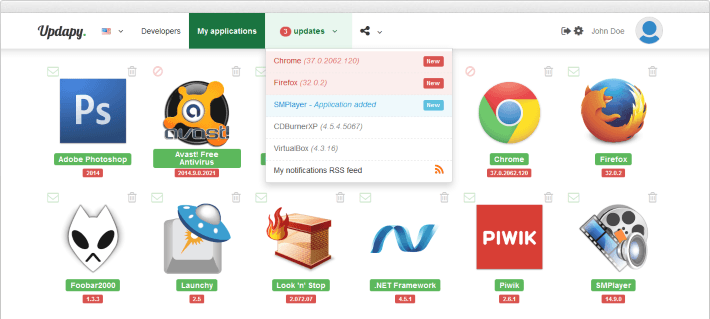 Updapy.
Developers
My applications
3 updates
John Doe
Chrome (37.0.2062.120) New
Firefox (32.0.2) New
SMPlayer - Application added New
CDBurnerXP (4.5.4.5067)
VirtualBox (4.3.16)
My notifications RSS feed
Ps
avast!
Adobe Photoshop
2014
Avast! Free
Antivirus
2014.9.0.2021
Chrome
37.0.2062.120
Firefox
32.0.2
PIWIK
Foobar2000
1.3.3
Launchy
2.5
Look 'n' Stop
2.072.07
.NET Framework
4.5.1
Piwik
2.6.1
SMPlayer
14.9.0